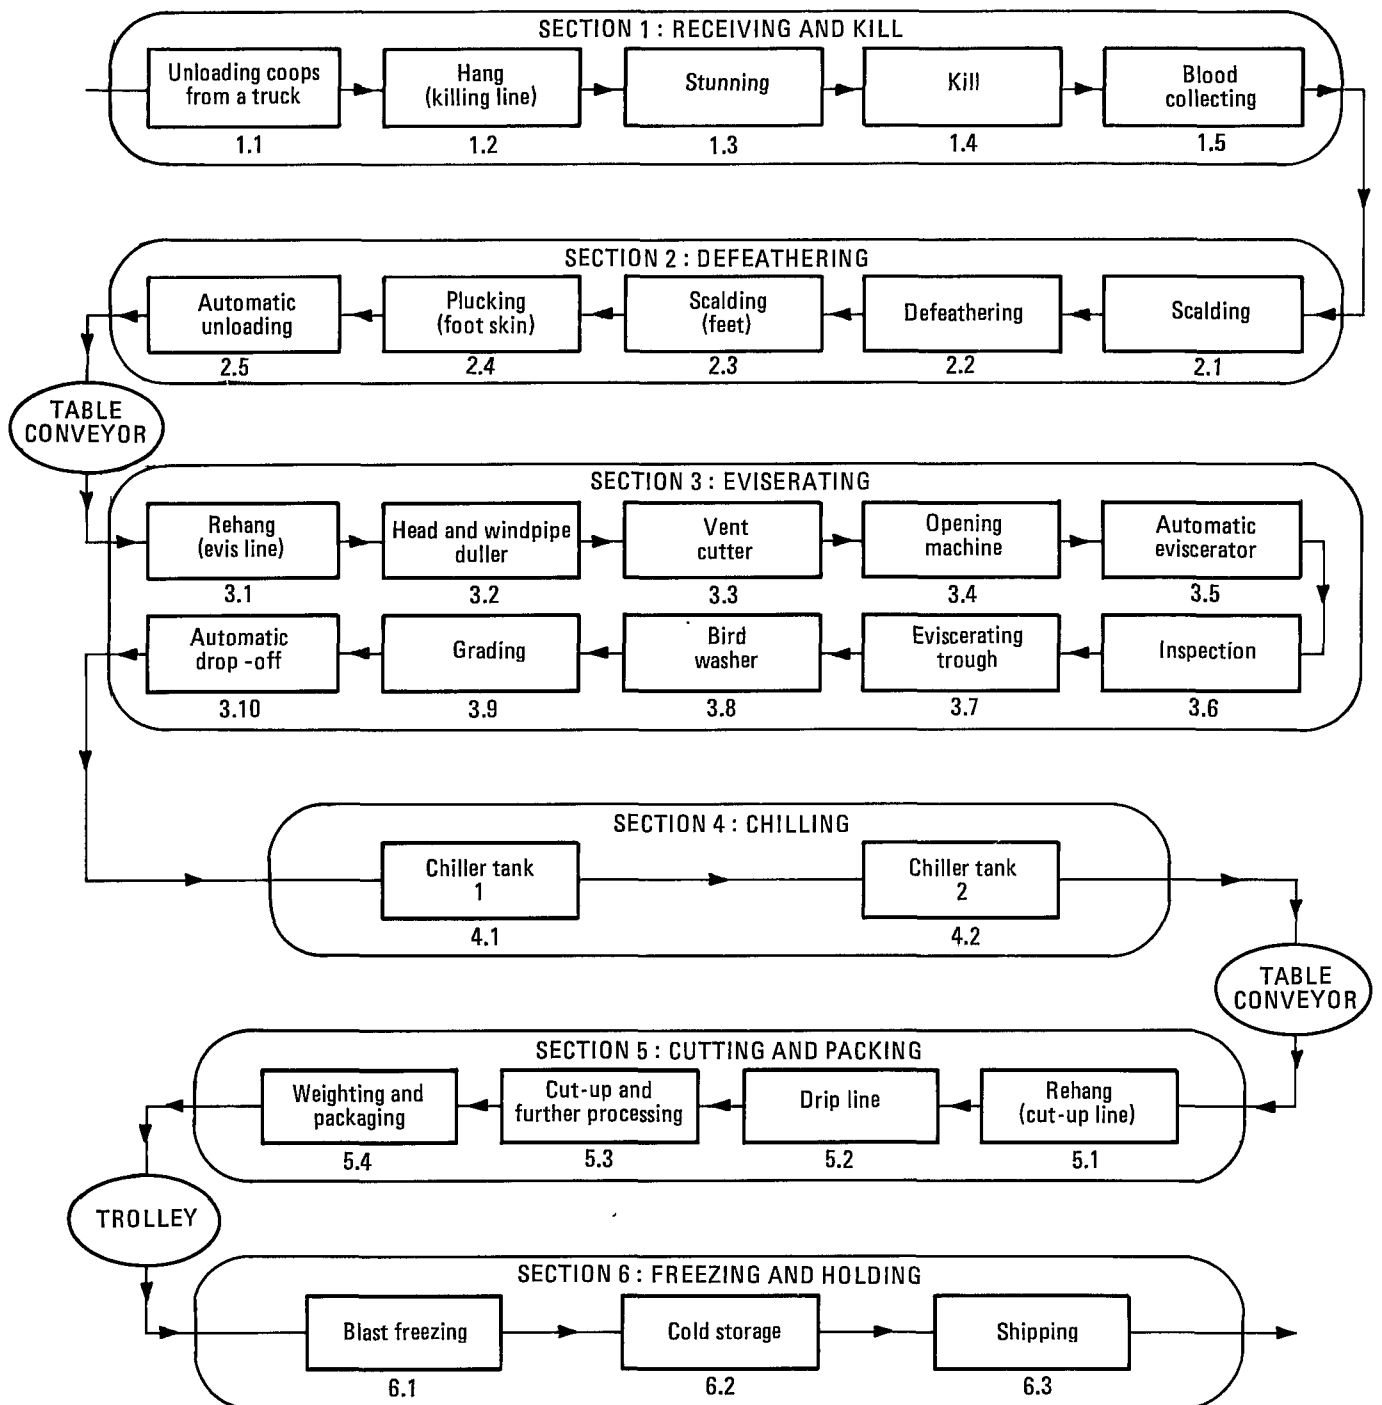 SECTION 1 : RECEIVING AND KILL
Unloading coops
from a truck
1.1
Hang
(killing line)
1.2
Stunning
1.3
Kill
1.4
Blood
collecting
1.5
SECTION 2 : DEFEATHERING
Scalding
2.1
Defeathering
2.2
Scalding
(feet)
2.3
Plucking
(foot skin)
2.4
Automatic
unloading
2.5
TABLE
CONVEYOR
SECTION 3 : EVISERATING
Rehang
(evis line)
3.1
Head and windpipe
duller
3.2
Vent
cutter
3.3
Opening
machine
3.4
Automatic
eviscerator
3.5
Inspection
3.6
Eviscerating
trough
3.7
Bird
washer
3.8
Grading
3.9
Automatic
drop -off
3.10
SECTION 4 : CHILLING
Chiller tank
1
4.1
Chiller tank
2
4.2
TABLE
CONVEYOR
SECTION 5 : CUTTING AND PACKING
Rehang
(cut-up line)
5.1
Drip line
5.2
Cut-up and
further processing
5.3
Weighting and
packaging
5.4
TROLLEY
SECTION 6 : FREEZING AND HOLDING
Blast freezing
6.1
Cold storage
6.2
Shipping
6.3